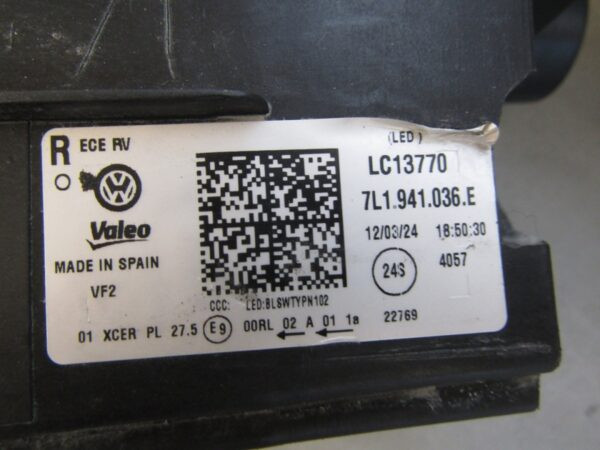 R ECE RV
(LED)
LC13770
7L1.941.036.E
Valeo
12/03/24 18:50:30
MADE IN SPAIN
24S 4057
VF2
CCC: LED:BLSWTYPN102
01 XCER PL 27.5 E9 00RL 02 A 01 1a 22769